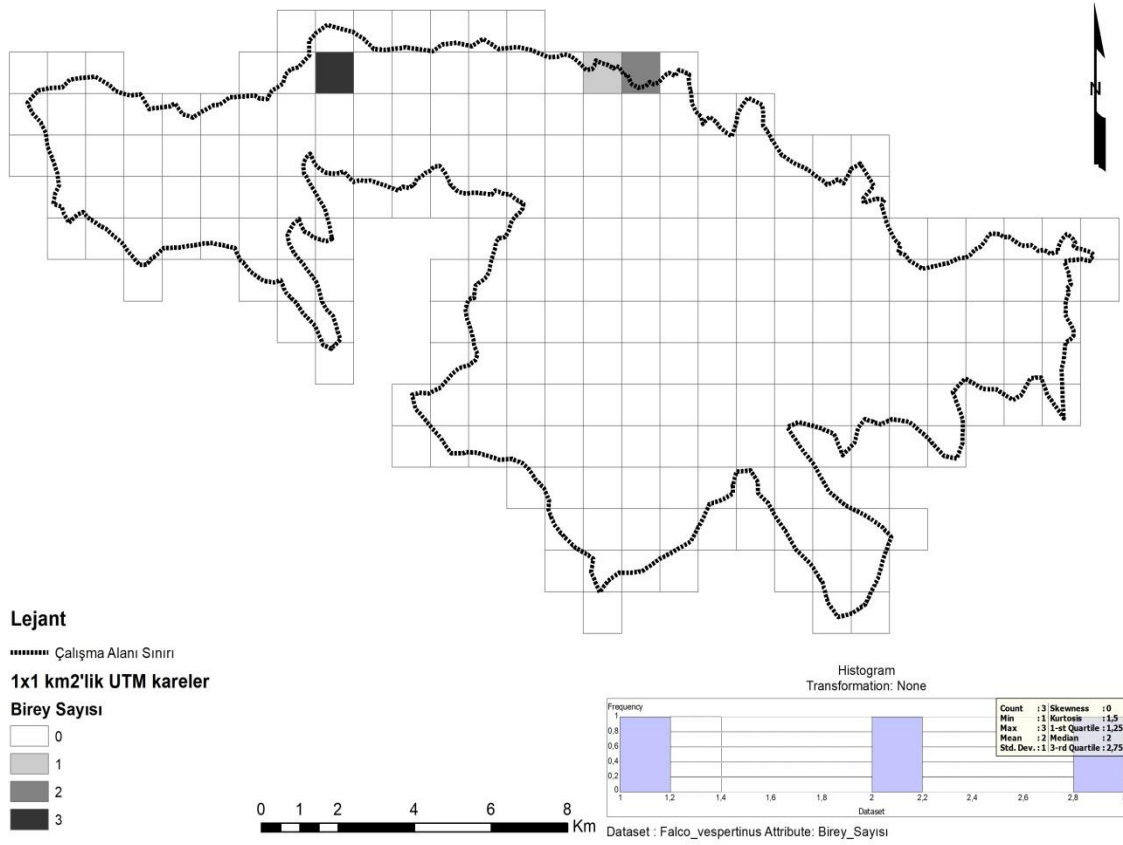 N
Lejant
Çalışma Alanı Sınırı
1x1 km2'lik UTM kareler
Birey Sayısı
0
1
2
3
0 1 2 4 6 8
Km
Histogram
Transformation: None
Frequency
Count : 3 Skewness : 0
Min : 1 Kurtosis : 1,5
Max : 3 1-st Quartile : 1,25
Mean : 2 Median : 2
Std. Dev. : 1 3-rd Quartile : 2,75
1
0,8
0,6
0,4
0,2
0
1 1,2 1,4 1,6 1,8 2 2,2 2,4 2,6 2,8
Dataset
Dataset : Falco_vespertinus Attribute: Birey_Sayısı